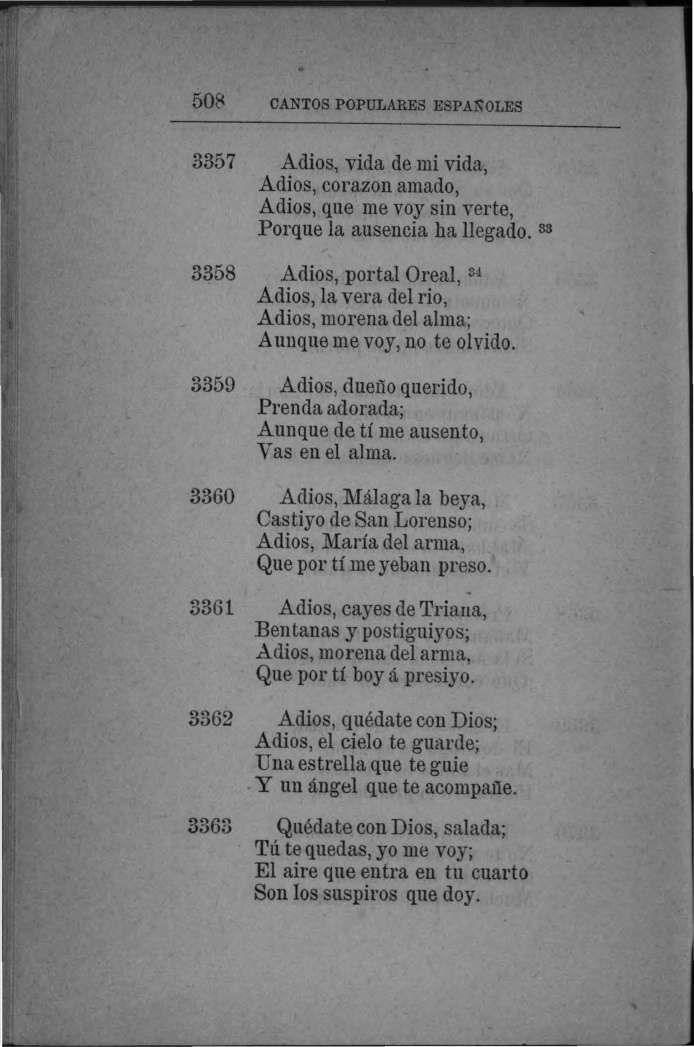 508 CANTOS POPULARES ESPAÑOLES
3357 Adios, vida de mi vida,
Adios, corazon amado,
Adios, que me voy sin verte,
Porque la ausencia ha llegado. 33
3358 Adios, portal Oreal, 34
Adios, la vera del rio,
Adios, morena del alma;
Aunque me voy, no te olvido.
3359 Adios, dueño querido,
Prenda adorada;
Aunque de tí me ausento,
Vas en el alma.
3360 Adios, Málaga la beya,
Castiyo de San Lorenso;
Adios, María del arma,
Que por tí me yeban preso.
3361 Adios, cayes de Triana,
Bentanas y postiguiyos;
Adios, morena del arma,
Que por tí boy á presiyo.
3362 Adios, quédate con Dios;
Adios, el cielo te guarde;
Una estrella que te guie
Y un ángel que te acompañe.
3363 Quédate con Dios, salada;
Tú te quedas, yo me voy;
El aire que entra en tu cuarto
Son los suspiros que doy.